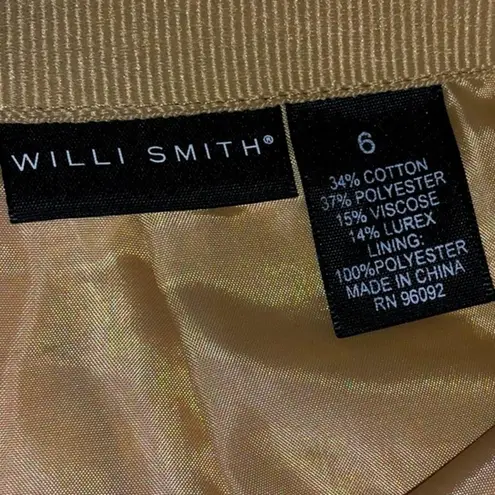 WILLI SMITH®
6
34% COTTON
37% POLYESTER
15% VISCOSE
14% LUREX
LINING:
100%POLYESTER
MADE IN CHINA
RN 96092